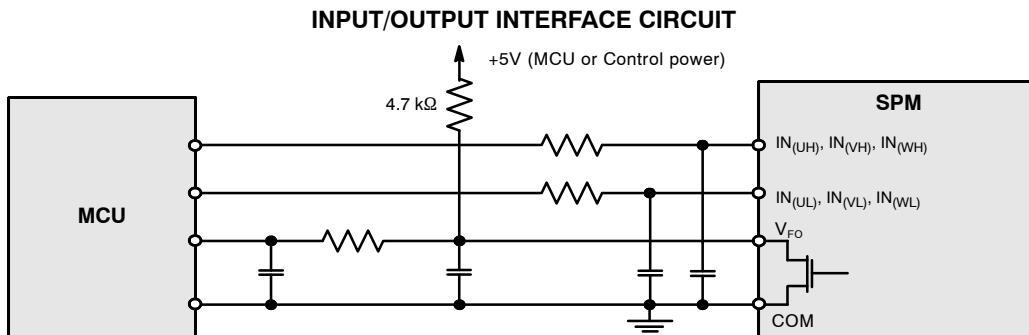 INPUT/OUTPUT INTERFACE CIRCUIT
+5V (MCU or Control power)
4.7 kΩ
SPM
IN(UH), IN(VH), IN(WH)
IN(UL), IN(VL), IN(WL)
MCU
VFO
COM